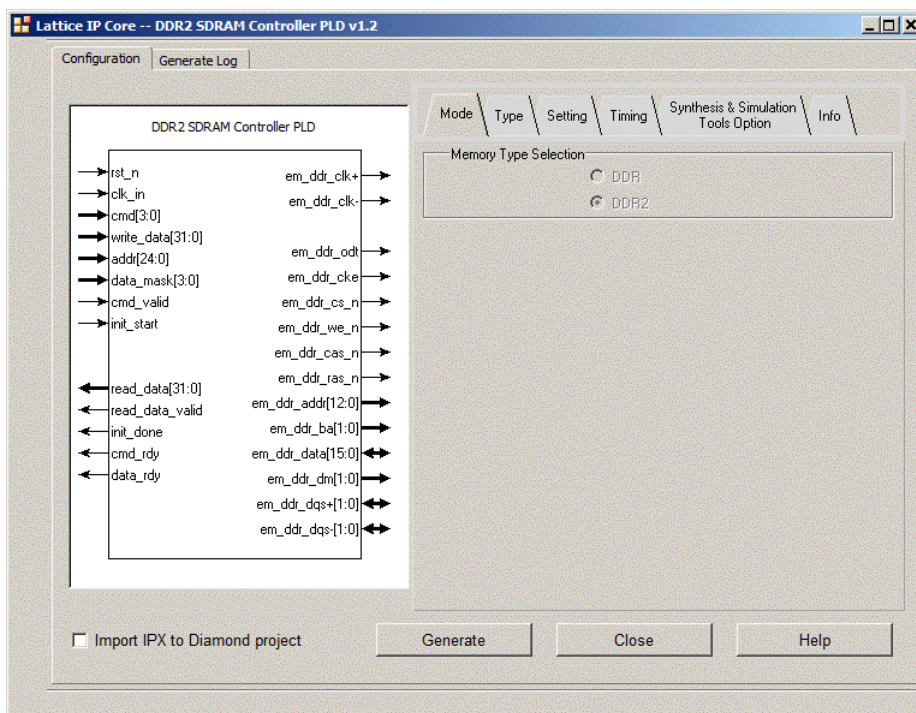 Lattice IP Core -- DDR2 SDRAM Controller PLD v1.2
Configuration
Generate Log
DDR2 SDRAM Controller PLD
rst_n
clk_in
cmd[3:0]
write_data[31:0]
addr[24:0]
data_mask[3:0]
cmd_valid
init_start
read_data[31:0]
read_data_valid
init_done
cmd_rdy
data_rdy
em_ddr_clk+
em_ddr_clk-
em_ddr_odt
em_ddr_cke
em_ddr_cs_n
em_ddr_we_n
em_ddr_cas_n
em_ddr_ras_n
em_ddr_addr[12:0]
em_ddr_ba[1:0]
em_ddr_data[15:0]
em_ddr_dm[1:0]
em_ddr_dqs+[1:0]
em_ddr_dqs-[1:0]
Mode
Type
Setting
Timing
Synthesis & Simulation
Tools Option
Info
Memory Type Selection
DDR
DDR2
Import IPX to Diamond project
Generate
Close
Help